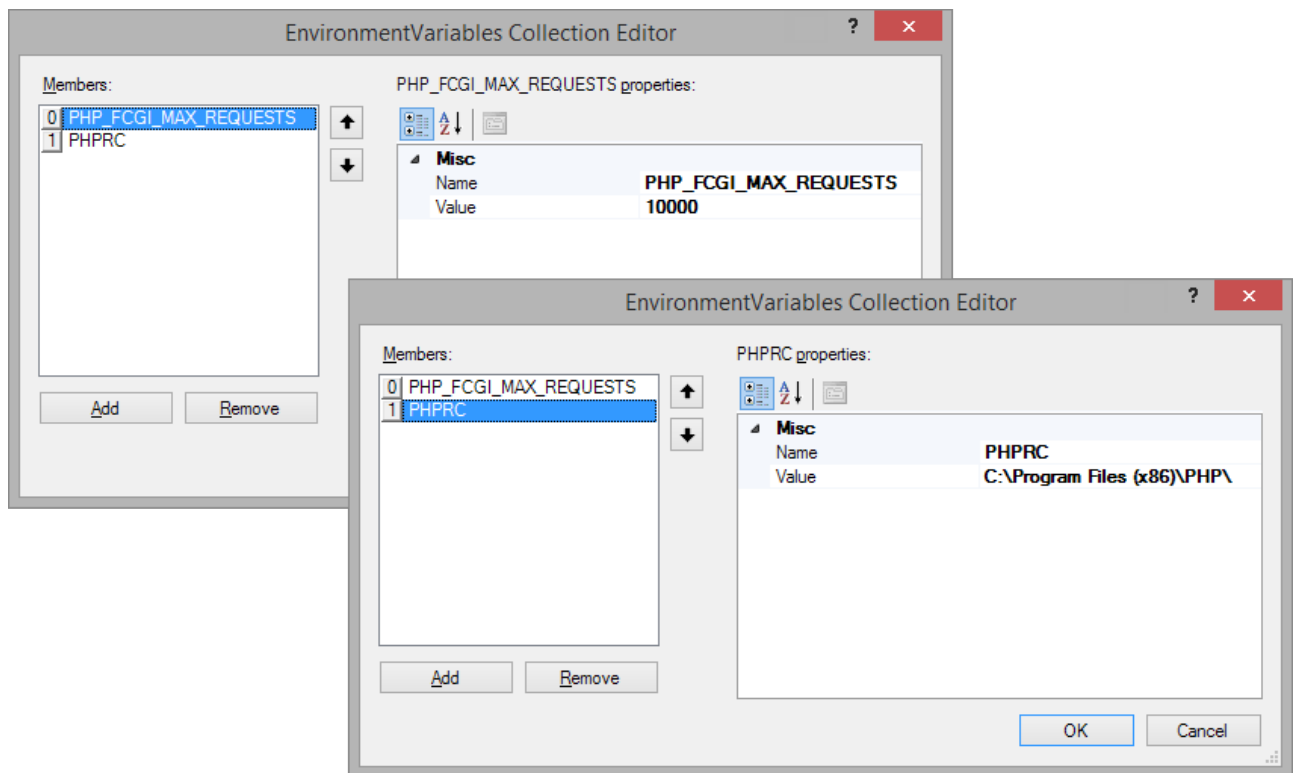 EnvironmentVariables Collection Editor ?
Members:
PHP_FCGI_MAX_REQUESTS properties:
0 PHP_FCGI_MAX_REQUESTS
1 PHPRC
Misc
Name PHP_FCGI_MAX_REQUESTS
Value 10000
Add Remove
EnvironmentVariables Collection Editor ?
Members:
PHPRC properties:
0 PHP_FCGI_MAX_REQUESTS
1 PHPRC
Misc
Name PHPRC
Value C:\Program Files (x86)\PHP\
Add Remove
OK Cancel